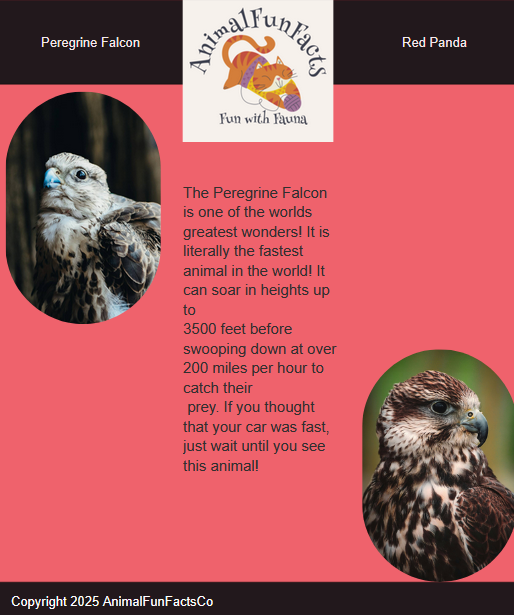 Peregrine Falcon
AnimalFunFacts
Fun with Fauna
Red Panda
The Peregrine Falcon
is one of the worlds
greatest wonders! It is
literally the fastest
animal in the world! It
can soar in heights up
to
3500 feet before
swooping down at over
200 miles per hour to
catch their
prey. If you thought
that your car was fast,
just wait until you see
this animal!
Copyright 2025 AnimalFunFactsCo